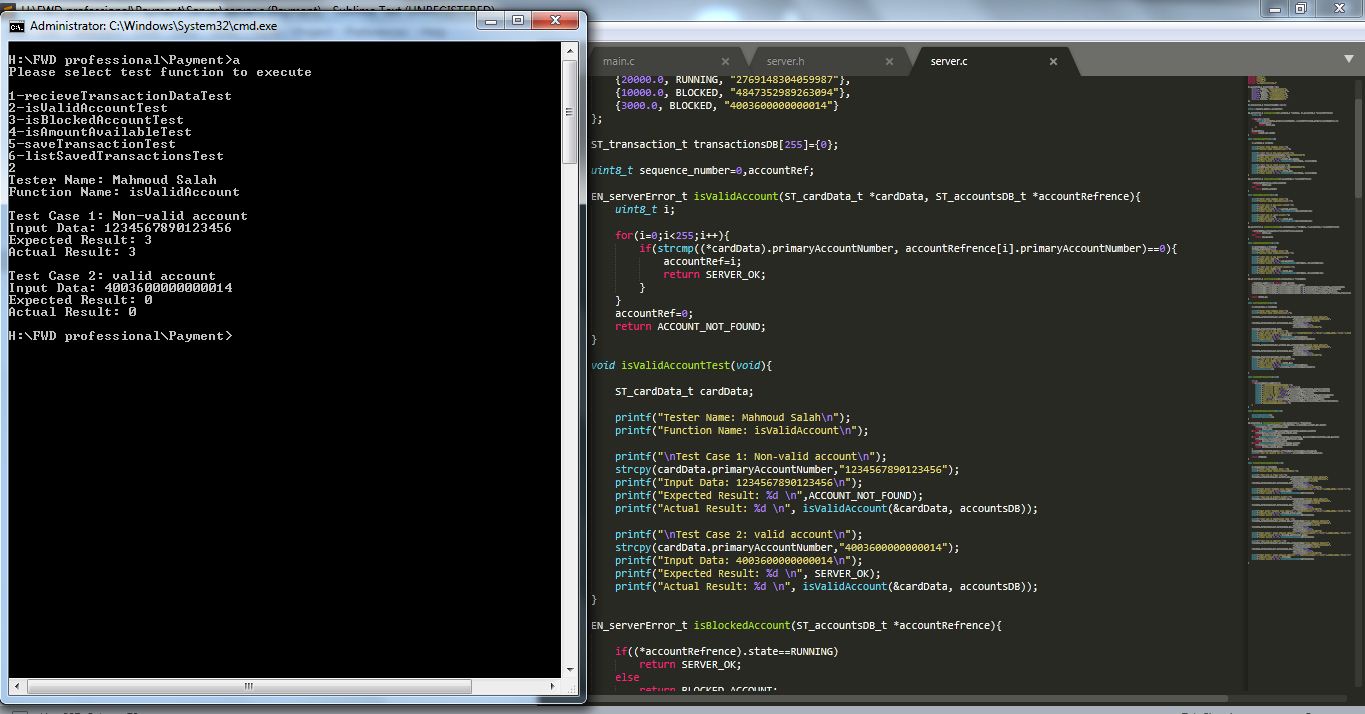 Administrator: C:\Windows\System32\cmd.exe
H:\FWD professional\Payment>a
Please select test function to execute
1-recieveTransactionDataTest
2-isValidAccountTest
3-isBlockedAccountTest
4-isAmountAvailableTest
5-saveTransactionTest
6-listSavedTransactionsTest
2
Tester Name: Mahmoud Salah
Function Name: isValidAccount
Test Case 1: Non-valid account
Input Data: 1234567890123456
Expected Result: 3
Actual Result: 3
Test Case 2: valid account
Input Data: 4003600000000014
Expected Result: 0
Actual Result: 0
H:\FWD professional\Payment>
main.c
server.h
server.c
{20000.0, RUNNING, "2769148304059987"},
{10000.0, BLOCKED, "4847352989263094"},
{3000.0, BLOCKED, "4003600000000014"}
};
ST_transaction_t transactionsDB[255]={0};
uint8_t sequence_number=0,accountRef;
EN_serverError_t isValidAccount(ST_cardData_t *cardData, ST_accountsDB_t *accountRefrence){
uint8_t i;
for(i=0;i<255;i++){
if(strcmp((*cardData).primaryAccountNumber, accountRefrence[i].primaryAccountNumber)==0){
accountRef=i;
return SERVER_OK;
}
}
accountRef=0;
return ACCOUNT_NOT_FOUND;
}
void isValidAccountTest(void){
ST_cardData_t cardData;
printf("Tester Name: Mahmoud Salah\n");
printf("Function Name: isValidAccount\n");
printf("\nTest Case 1: Non-valid account\n");
strcpy(cardData.primaryAccountNumber,"1234567890123456");
printf("Input Data: 1234567890123456\n");
printf("Expected Result: %d \n",ACCOUNT_NOT_FOUND);
printf("Actual Result: %d \n", isValidAccount(&cardData, accountsDB));
printf("\nTest Case 2: valid account\n");
strcpy(cardData.primaryAccountNumber,"4003600000000014");
printf("Input Data: 4003600000000014\n");
printf("Expected Result: %d \n", SERVER_OK);
printf("Actual Result: %d \n", isValidAccount(&cardData, accountsDB));
}
EN_serverError_t isBlockedAccount(ST_accountsDB_t *accountRefrence){
if((*accountRefrence).state==RUNNING)
return SERVER_OK;
else
return BLOCKED_ACCOUNT;